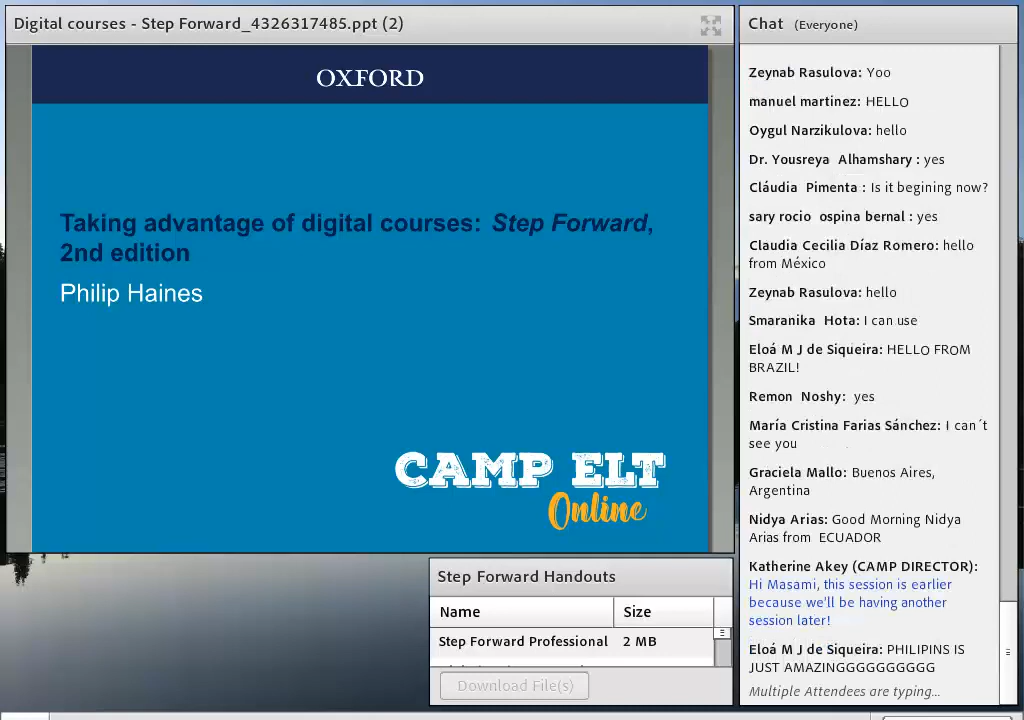 Digital courses - Step Forward_4326317485.ppt (2)
OXFORD
Taking advantage of digital courses: Step Forward,
2nd edition
Philip Haines
CAMP ELT
Online
Step Forward Handouts
Name Size
Step Forward Professional 2 MB
Download File(s)
Chat (Everyone)
Zeynab Rasulova: Yoo
manuel martinez: HELLO
Oygul Narzikulova: hello
Dr. Yousreya Alhamshary : yes
Cláudia Pimenta : Is it begining now?
sary rocio ospina bernal : yes
Claudia Cecilia Díaz Romero: hello
from México
Zeynab Rasulova: hello
Smaranika Hota: I can use
Eloá M J de Siqueira: HELLO FROM
BRAZIL!
Remon Noshy: yes
María Cristina Farias Sánchez: I can´t
see you
Graciela Mallo: Buenos Aires,
Argentina
Nidya Arias: Good Morning Nidya
Arias from ECUADOR
Katherine Akey (CAMP DIRECTOR):
Hi Masami, this session is earlier
because we'll be having another
session later!
Eloá M J de Siqueira: PHILIPINS IS
JUST AMAZINGGGGGGGGGG
Multiple Attendees are typing...